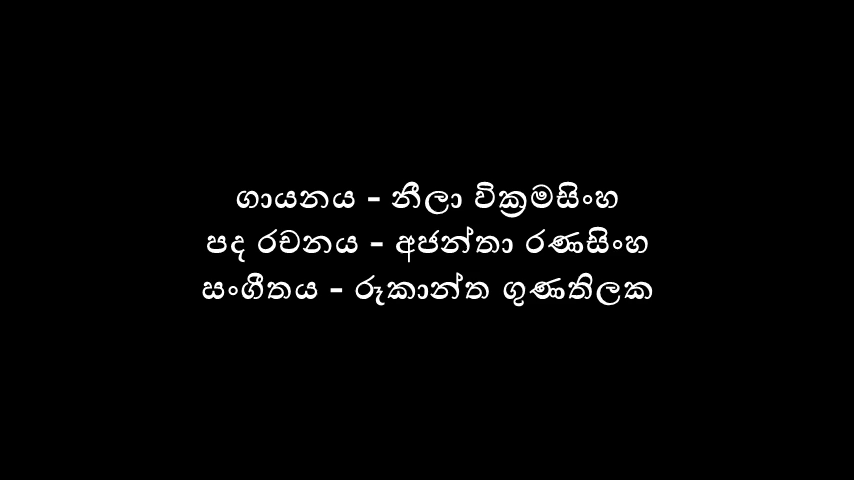 ගායනය - නීලා වික්‍රමසිංහ
පද රචනය - අජන්තා රණසිංහ
සංගීතය - රූකාන්ත ගුණතිලක